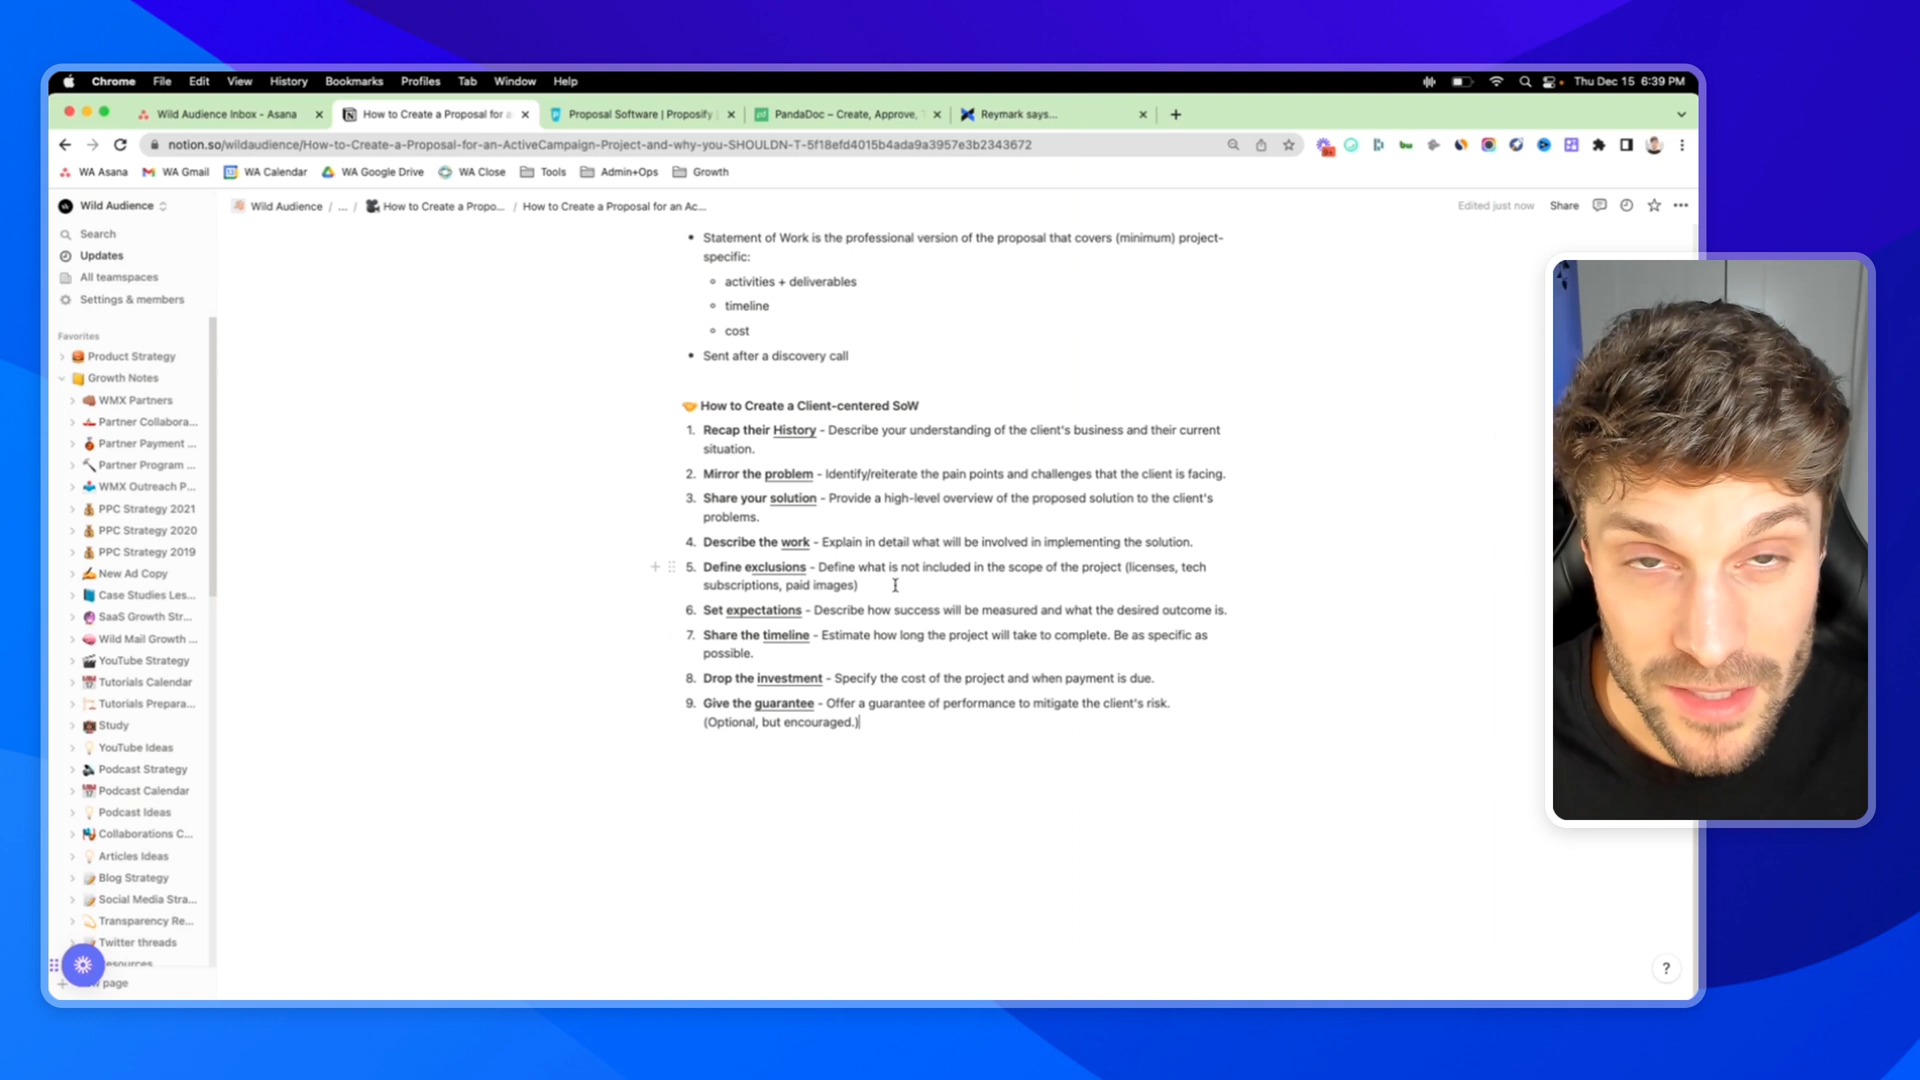 Chrome File Edit View History Bookmarks Profiles Tab Window Help Thu Dec 15 6:39 PM
Wild Audience Inbox - Asana How to Create a Proposal for a Proposal Software | Proposify PandaDoc – Create, Approve, Reymark says...
notion.so/wildaudience/How-to-Create-a-Proposal-for-an-ActiveCampaign-Project-and-why-you-SHOULDN-T-5f18efd4015b4ada9a3957e3b2343672
WA Asana WA Gmail WA Calendar WA Google Drive WA Close Tools Admin+Ops Growth
Wild Audience
Wild Audience / ... / How to Create a Propo... / How to Create a Proposal for an Ac...
Edited just now Share
Search
Updates
All teamspaces
Settings & members
Favorites
Product Strategy
Growth Notes
WMX Partners
Partner Collabora...
Partner Payment ...
Partner Program ...
WMX Outreach P...
PPC Strategy 2021
PPC Strategy 2020
PPC Strategy 2019
New Ad Copy
Case Studies Les...
SaaS Growth Str...
Wild Mail Growth ...
YouTube Strategy
Tutorials Calendar
Tutorials Prepara...
Study
YouTube Ideas
Podcast Strategy
Podcast Calendar
Podcast Ideas
Collaborations C...
Articles Ideas
Blog Strategy
Social Media Stra...
Transparency Re...
Twitter threads
page
• Statement of Work is the professional version of the proposal that covers (minimum) project-
specific:
activities + deliverables
timeline
cost
• Sent after a discovery call
How to Create a Client-centered SoW
1. Recap their History - Describe your understanding of the client's business and their current
situation.
2. Mirror the problem - Identify/reiterate the pain points and challenges that the client is facing.
3. Share your solution - Provide a high-level overview of the proposed solution to the client's
problems.
4. Describe the work - Explain in detail what will be involved in implementing the solution.
5. Define exclusions - Define what is not included in the scope of the project (licenses, tech
subscriptions, paid images)
6. Set expectations - Describe how success will be measured and what the desired outcome is.
7. Share the timeline - Estimate how long the project will take to complete. Be as specific as
possible.
8. Drop the investment - Specify the cost of the project and when payment is due.
9. Give the guarantee - Offer a guarantee of performance to mitigate the client's risk.
(Optional, but encouraged.)
?